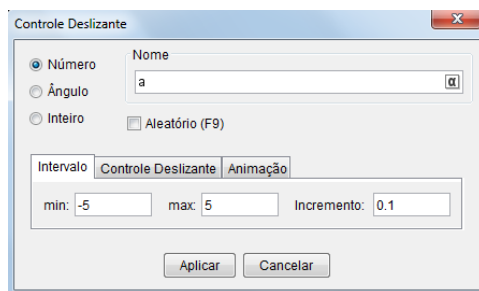 Controle Deslizante
x
Número
Ângulo
Inteiro
Nome
a
α
Aleatório (F9)
Intervalo Controle Deslizante Animação
min: -5 max: 5 Incremento: 0.1
Aplicar Cancelar